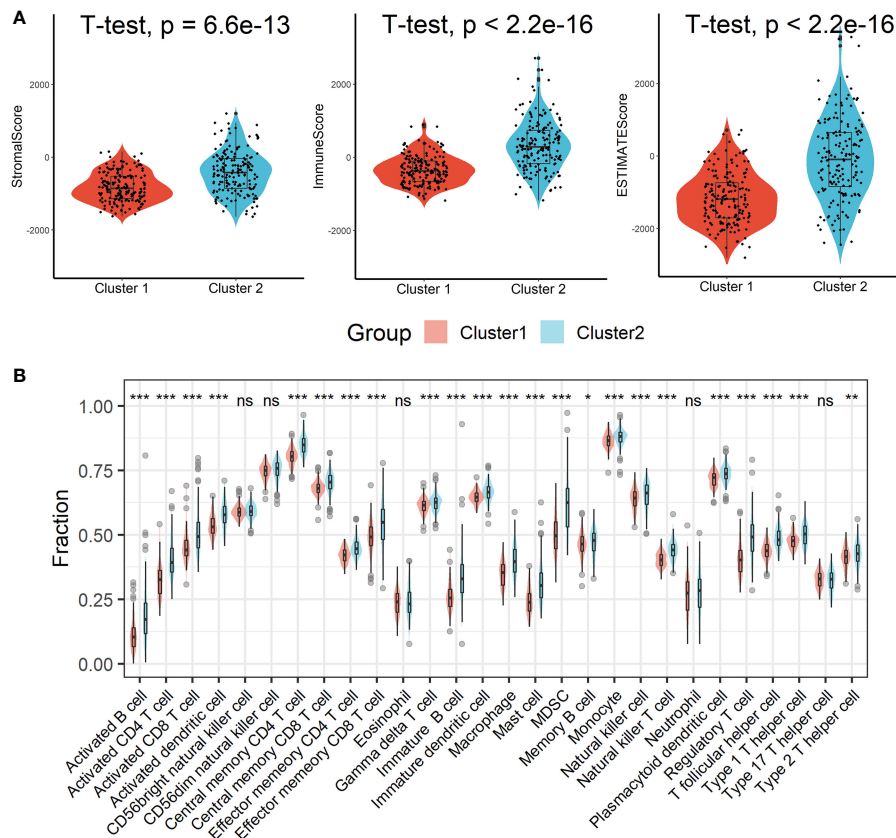 A
T-test, p = 6.6e-13
T-test, p < 2.2e-16
T-test, p < 2.2e-16
StromalScore
2000
0
-2000
Cluster 1
Cluster 2
ImmuneScore
2000
0
-2000
Cluster 1
Cluster 2
ESTIMATEScore
2000
0
-2000
Cluster 1
Cluster 2
Group
Cluster1
Cluster2
B
*** *** *** *** ns ns *** *** *** *** ns *** *** *** *** *** *** * *** *** *** ns *** *** *** *** ns **
Fraction
1.00
0.75
0.50
0.25
0.00
Activated B cell
Activated CD4 T cell
Activated CD8 T cell
Activated dendritic cell
CD56bright natural killer cell
CD56dim natural killer cell
Central memory CD4 T cell
Central memory CD8 T cell
Effector memeory CD4 T cell
Effector memeory CD8 T cell
Eosinophil
Gamma delta T cell
Immature  B cell
Immature dendritic cell
Macrophage
Mast cell
MDSC
Memory B cell
Monocyte
Natural killer cell
Natural killer T cell
Neutrophil
Plasmacytoid dendritic cell
Regulatory T cell
T follicular helper cell
Type 1 T helper cell
Type 17 T helper cell
Type 2 T helper cell